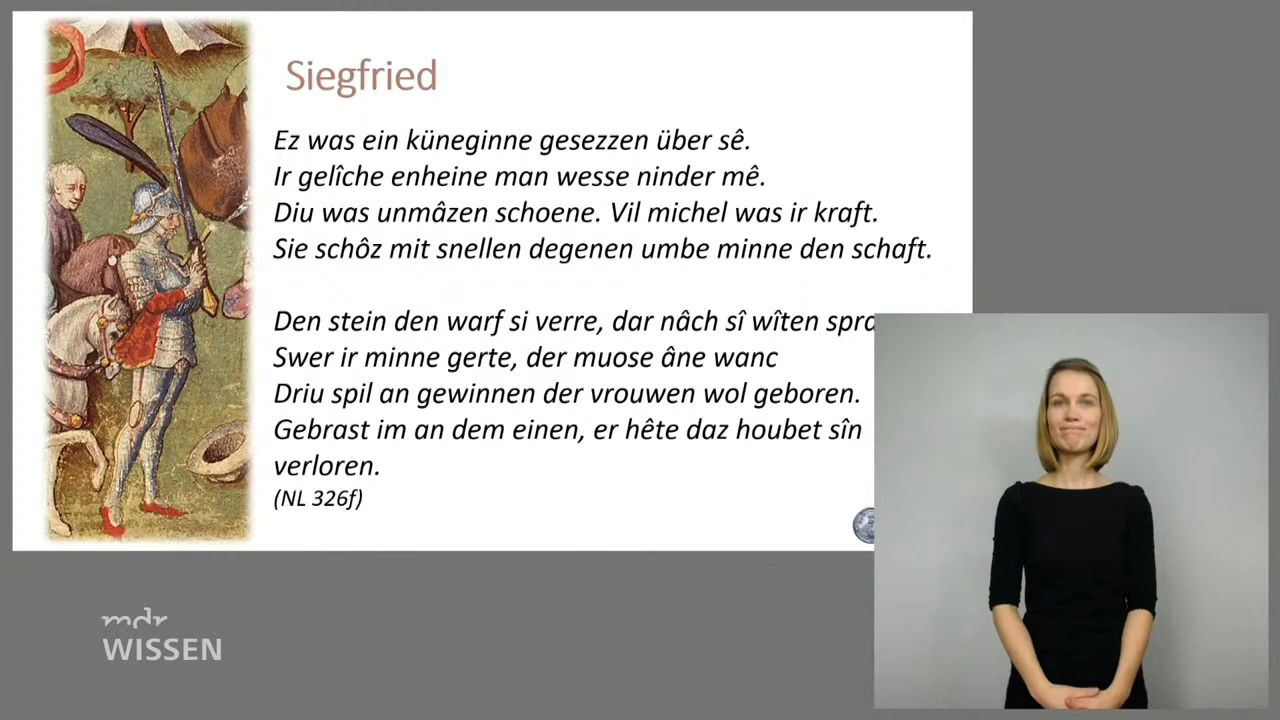 Siegfried
Ez was ein küneginne gesezzen über sê.
Ir gelîche enheine man wesse ninder mê.
Diu was unmâzen schoene. Vil michel was ir kraft.
Sie schôz mit snellen degenen umbe minne den schaft.
Den stein den warf si verre, dar nâch sî wîten
Swer ir minne gerte, der muose âne wanc
Driu spil an gewinnen der vrouwen wol geboren.
Gebrast im an dem einen, er hête daz houbet sîn
verloren.
(NL 326f)
mdr
WISSEN